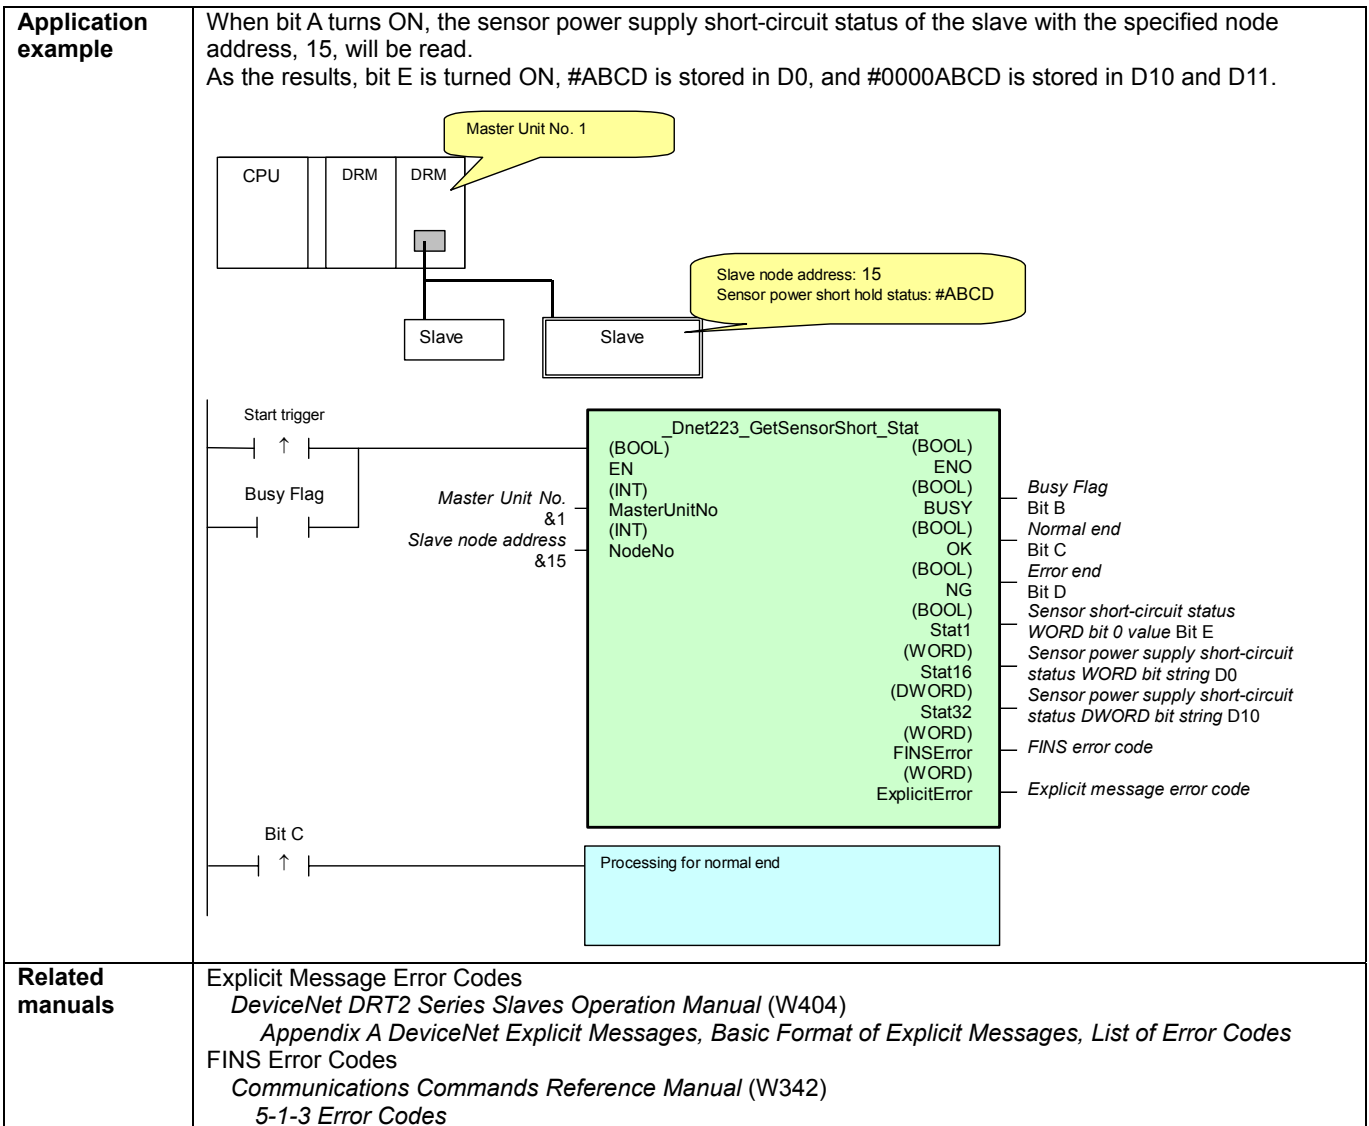 Application example
When bit A turns ON, the sensor power supply short-circuit status of the slave with the specified node
address, 15, will be read.
As the results, bit E is turned ON, #ABCD is stored in D0, and #0000ABCD is stored in D10 and D11.
Master Unit No. 1
CPU
DRM
DRM
Slave node address: 15
Sensor power short hold status: #ABCD
Slave
Slave
Start trigger
↑
Busy Flag
Master Unit No.
&1
Slave node address
&15
_Dnet223_GetSensorShort_Stat
(BOOL)
EN
(INT)
MasterUnitNo
(INT)
NodeNo
(BOOL)
ENO
(BOOL)
BUSY
(BOOL)
OK
(BOOL)
NG
(BOOL)
Stat1
(WORD)
Stat16
(DWORD)
Stat32
(WORD)
FINSError
(WORD)
ExplicitError
Busy Flag
Bit B
Normal end
Bit C
Error end
Bit D
Sensor short-circuit status
WORD bit 0 value Bit E
Sensor power supply short-circuit
status WORD bit string D0
Sensor power supply short-circuit
status DWORD bit string D10
FINS error code
Explicit message error code
Bit C
↑
Processing for normal end
Related manuals
Explicit Message Error Codes
DeviceNet DRT2 Series Slaves Operation Manual (W404)
Appendix A DeviceNet Explicit Messages, Basic Format of Explicit Messages, List of Error Codes
FINS Error Codes
Communications Commands Reference Manual (W342)
5-1-3 Error Codes